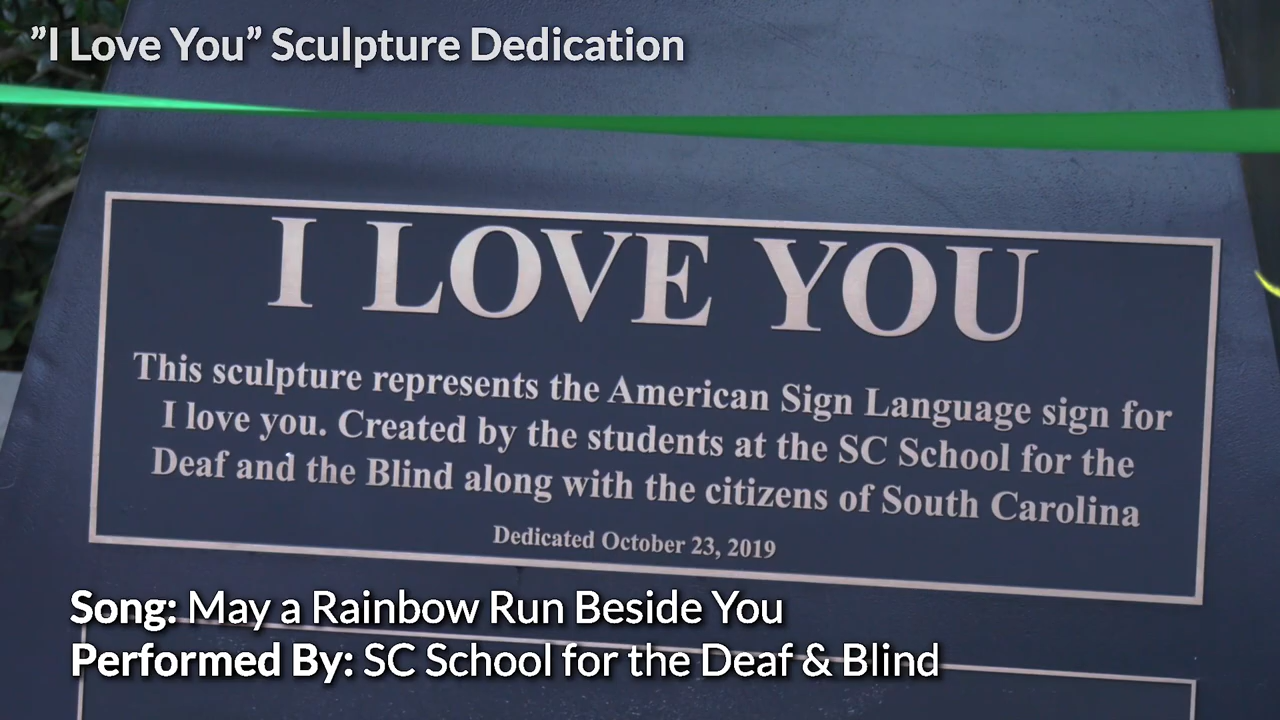 ”I Love You” Sculpture Dedication
I LOVE YOU
This sculpture represents the American Sign Language sign for
I love you. Created by the students at the SC School for the
Deaf and the Blind along with the citizens of South Carolina
Dedicated October 23, 2019
Song: May a Rainbow Run Beside You
Performed By: SC School for the Deaf & Blind